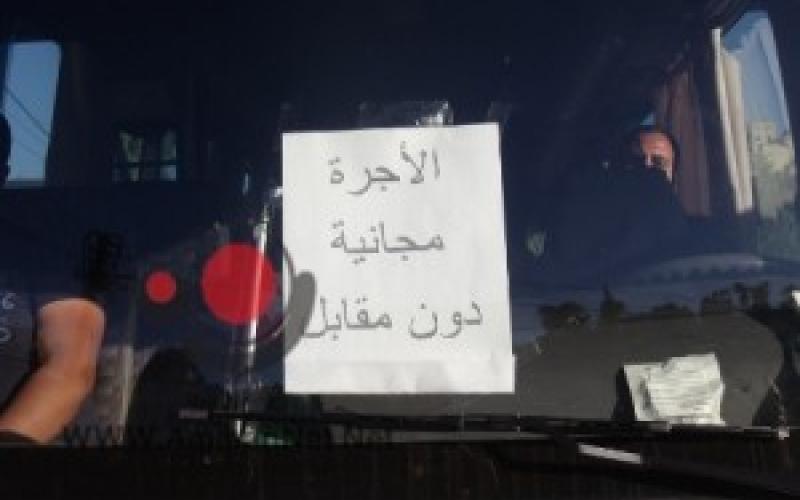 الأجرة
مجانية
دون مقابل